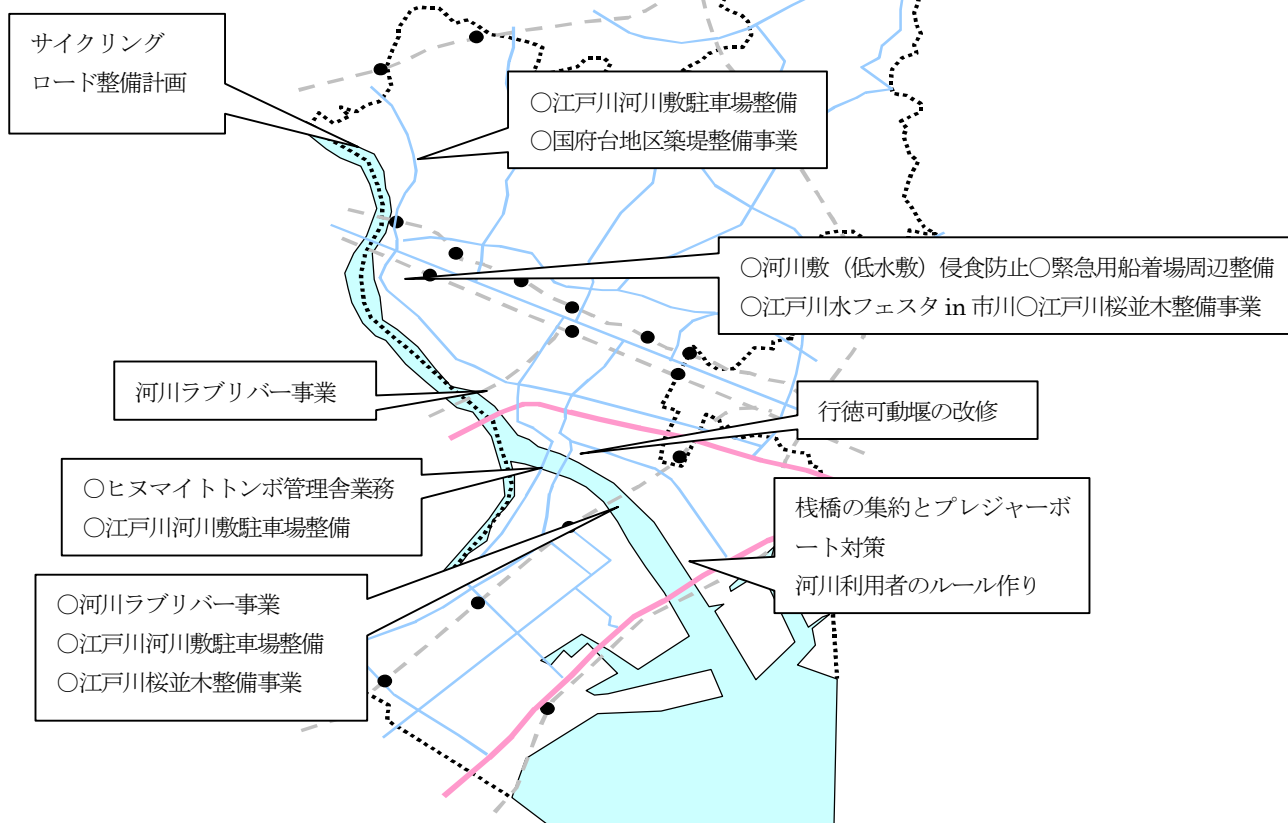 サイクリング
ロード整備計画
○江戸川河川敷駐車場整備
○国府台地区築堤整備事業
○河川敷（低水敷）侵食防止○緊急用船着場周辺整備
○江戸川水フェスタ in 市川○江戸川桜並木整備事業
河川ラブリバー事業
行徳可動堰の改修
○ヒヌマイトトンボ管理舎業務
○江戸川河川敷駐車場整備
桟橋の集約とプレジャーボ
ート対策
河川利用者のルール作り
○河川ラブリバー事業
○江戸川河川敷駐車場整備
○江戸川桜並木整備事業